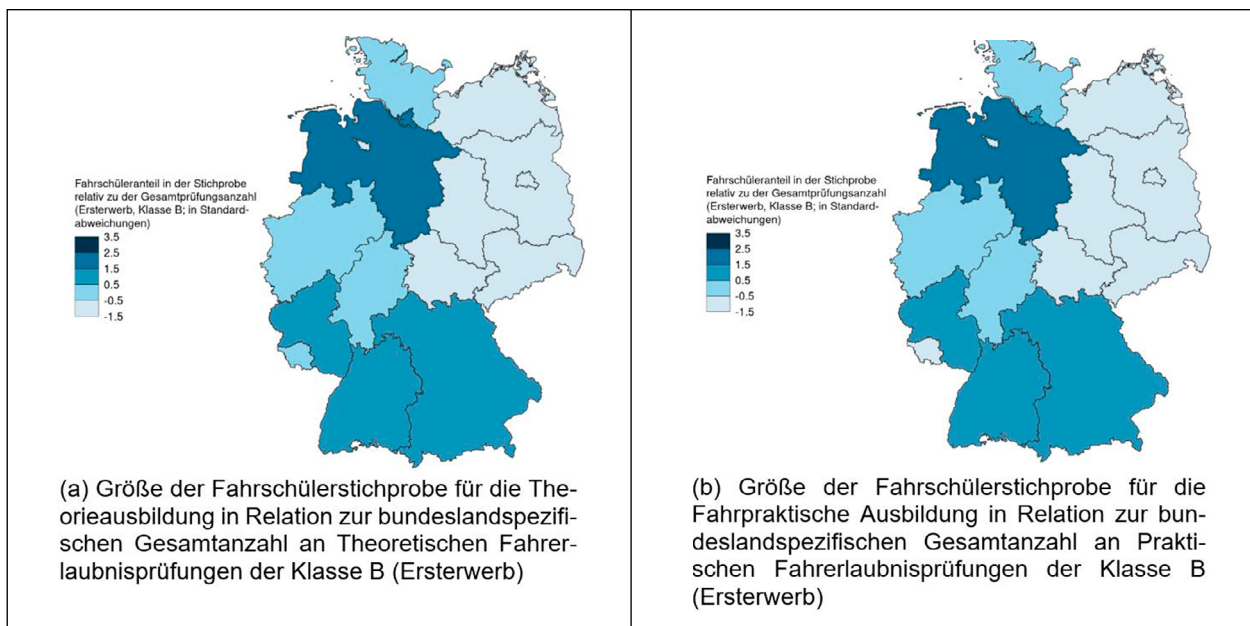 Fahrschüleranteil in der Stichprobe
relativ zu der Gesamtprüfungsanzahl
(Ersterwerb, Klasse B; in Standard-
abweichungen)
3.5
2.5
1.5
0.5
-0.5
-1.5
(a) Größe der Fahrschülerstichprobe für die The-
orieausbildung in Relation zur bundeslandspezifi-
schen Gesamtanzahl an Theoretischen Fahrer-
laubnisprüfungen der Klasse B (Ersterwerb)
Fahrschüleranteil in der Stichprobe
relativ zu der Gesamtprüfungsanzahl
(Ersterwerb, Klasse B; in Standard-
abweichungen)
3.5
2.5
1.5
0.5
-0.5
-1.5
(b) Größe der Fahrschülerstichprobe für die
Fahrpraktische Ausbildung in Relation zur bun-
deslandspezifischen Gesamtanzahl an Prakti-
schen Fahrerlaubnisprüfungen der Klasse B
(Ersterwerb)